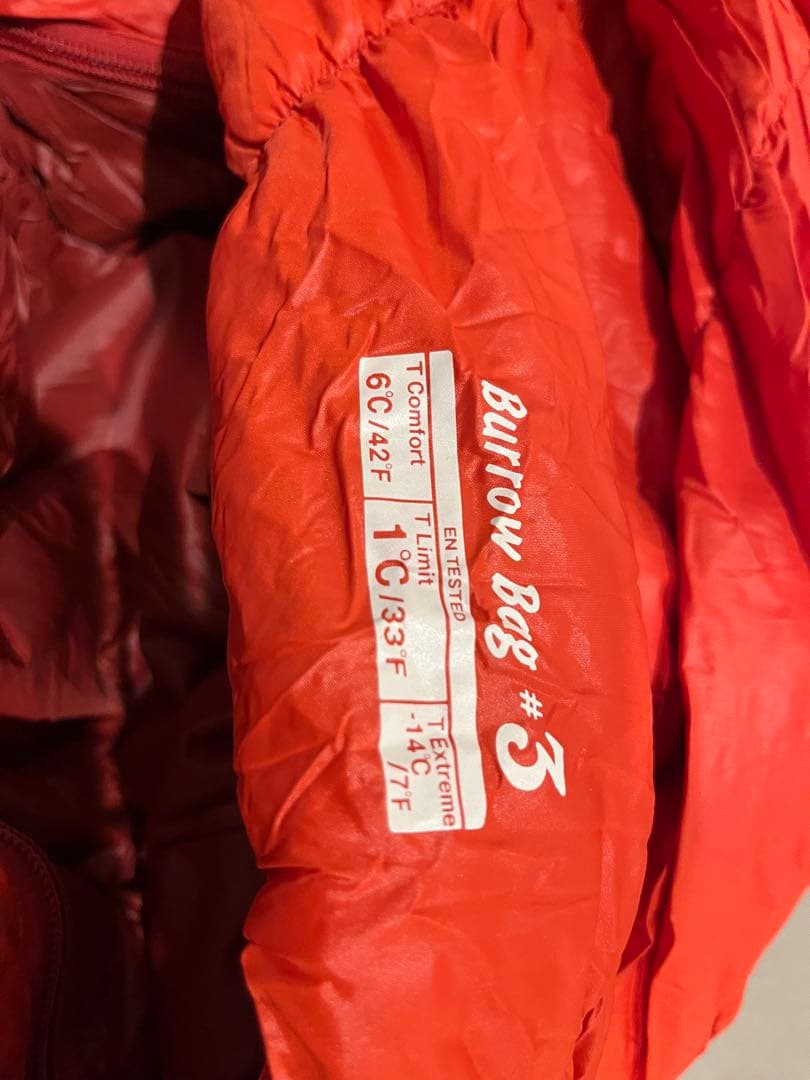 Burrow Bag #3
EN TESTED
T Comfort
6°C/42°F
T Limit
1°C/33°F
T Extreme
-14°C
/7°F